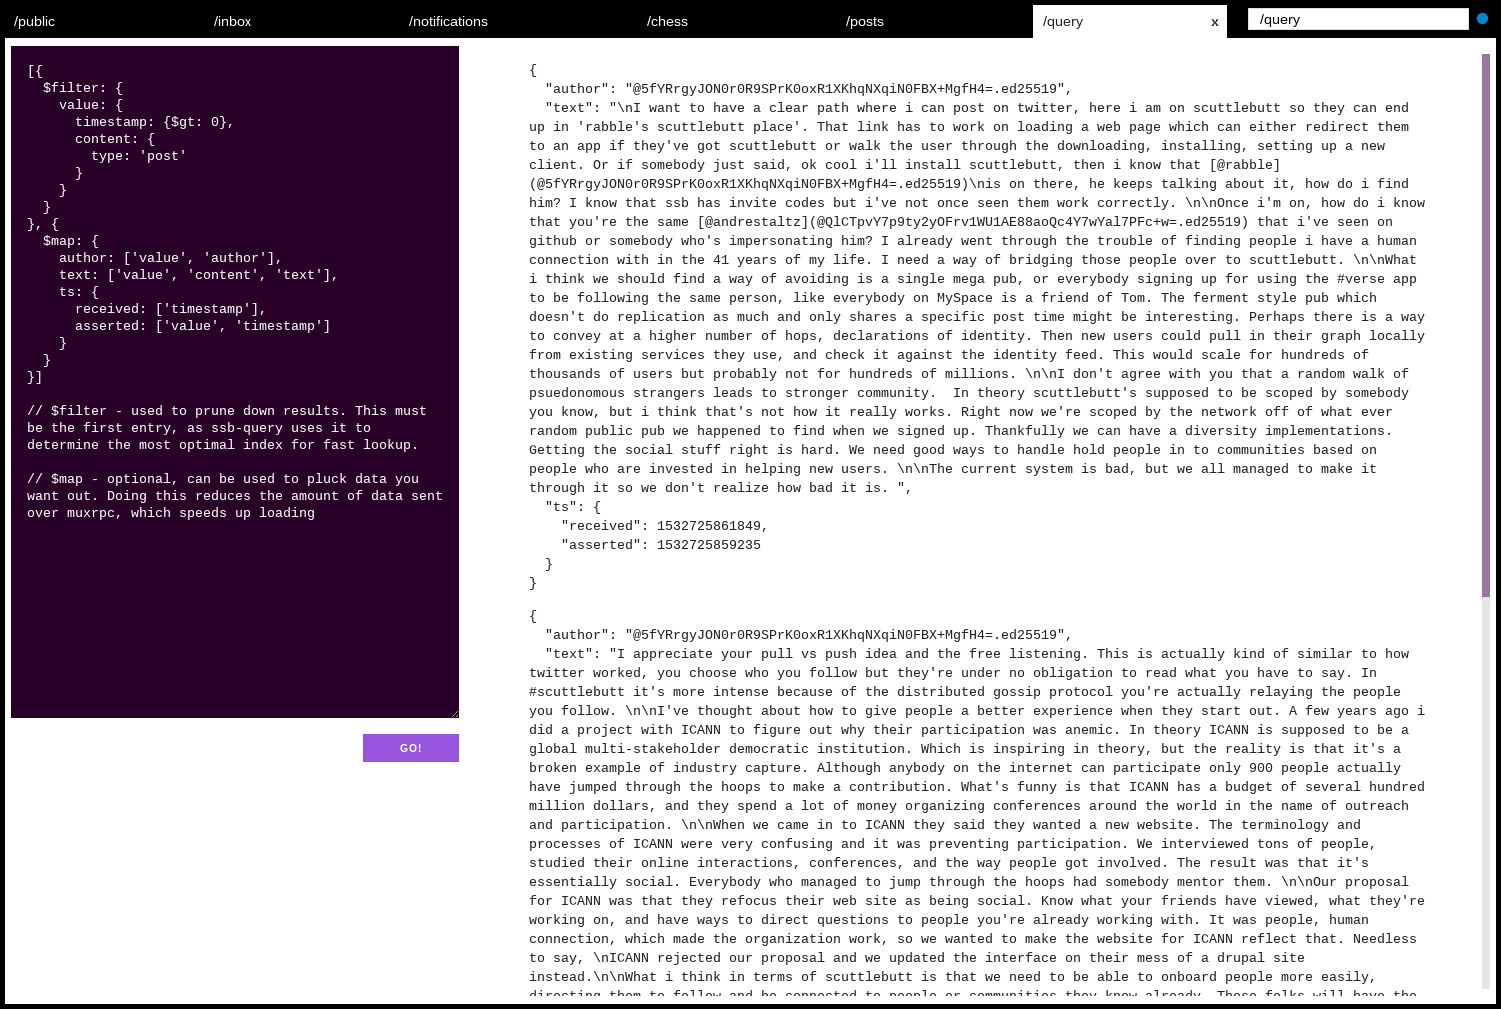 /public
/inbox
/notifications
/chess
/posts
/query
x
/query
[{
  $filter: {
    value: {
      timestamp: {$gt: 0},
      content: {
        type: 'post'
      }
    }
  }
}, {
  $map: {
    author: ['value', 'author'],
    text: ['value', 'content', 'text'],
    ts: {
      received: ['timestamp'],
      asserted: ['value', 'timestamp']
    }
  }
}]
// $filter - used to prune down results. This must
be the first entry, as ssb-query uses it to
determine the most optimal index for fast lookup.
// $map - optional, can be used to pluck data you
want out. Doing this reduces the amount of data sent
over muxrpc, which speeds up loading
GO!
{
  "author": "@5fYRrgyJON0r0R9SPrK0oxR1XKhqNXqiN0FBX+MgfH4=.ed25519",
  "text": "\nI want to have a clear path where i can post on twitter, here i am on scuttlebutt so they can end
up in 'rabble's scuttlebutt place'. That link has to work on loading a web page which can either redirect them
to an app if they've got scuttlebutt or walk the user through the downloading, installing, setting up a new
client. Or if somebody just said, ok cool i'll install scuttlebutt, then i know that [@rabble]
(@5fYRrgyJON0r0R9SPrK0oxR1XKhqNXqiN0FBX+MgfH4=.ed25519)\nis on there, he keeps talking about it, how do i find
him? I know that ssb has invite codes but i've not once seen them work correctly. \n\nOnce i'm on, how do i know
that you're the same [@andrestaltz](@QlCTpvY7p9ty2yOFrv1WU1AE88aoQc4Y7wYal7PFc+w=.ed25519) that i've seen on
github or somebody who's impersonating him? I already went through the trouble of finding people i have a human
connection with in the 41 years of my life. I need a way of bridging those people over to scuttlebutt. \n\nWhat
i think we should find a way of avoiding is a single mega pub, or everybody signing up for using the #verse app
to be following the same person, like everybody on MySpace is a friend of Tom. The ferment style pub which
doesn't do replication as much and only shares a specific post time might be interesting. Perhaps there is a way
to convey at a higher number of hops, declarations of identity. Then new users could pull in their graph locally
from existing services they use, and check it against the identity feed. This would scale for hundreds of
thousands of users but probably not for hundreds of millions. \n\nI don't agree with you that a random walk of
psuedonomous strangers leads to stronger community.  In theory scuttlebutt's supposed to be scoped by somebody
you know, but i think that's not how it really works. Right now we're scoped by the network off of what ever
random public pub we happened to find when we signed up. Thankfully we can have a diversity implementations.
Getting the social stuff right is hard. We need good ways to handle hold people in to communities based on
people who are invested in helping new users. \n\nThe current system is bad, but we all managed to make it
through it so we don't realize how bad it is. ",
  "ts": {
    "received": 1532725861849,
    "asserted": 1532725859235
  }
}
{
  "author": "@5fYRrgyJON0r0R9SPrK0oxR1XKhqNXqiN0FBX+MgfH4=.ed25519",
  "text": "I appreciate your pull vs push idea and the free listening. This is actually kind of similar to how
twitter worked, you choose who you follow but they're under no obligation to read what you have to say. In
#scuttlebutt it's more intense because of the distributed gossip protocol you're actually relaying the people
you follow. \n\nI've thought about how to give people a better experience when they start out. A few years ago i
did a project with ICANN to figure out why their participation was anemic. In theory ICANN is supposed to be a
global multi-stakeholder democratic institution. Which is inspiring in theory, but the reality is that it's a
broken example of industry capture. Although anybody on the internet can participate only 900 people actually
have jumped through the hoops to make a contribution. What's funny is that ICANN has a budget of several hundred
million dollars, and they spend a lot of money organizing conferences around the world in the name of outreach
and participation. \n\nWhen we came in to ICANN they said they wanted a new website. The terminology and
processes of ICANN were very confusing and it was preventing participation. We interviewed tons of people,
studied their online interactions, conferences, and the way people got involved. The result was that it's
essentially social. Everybody who managed to jump through the hoops had somebody mentor them. \n\nOur proposal
for ICANN was that they refocus their web site as being social. Know what your friends have viewed, what they're
working on, and have ways to direct questions to people you're already working with. It was people, human
connection, which made the organization work, so we wanted to make the website for ICANN reflect that. Needless
to say, \nICANN rejected our proposal and we updated the interface on their mess of a drupal site
instead.\n\nWhat i think in terms of scuttlebutt is that we need to be able to onboard people more easily,
directing them to follow and be connected to people or communities they know already. These folks will have the